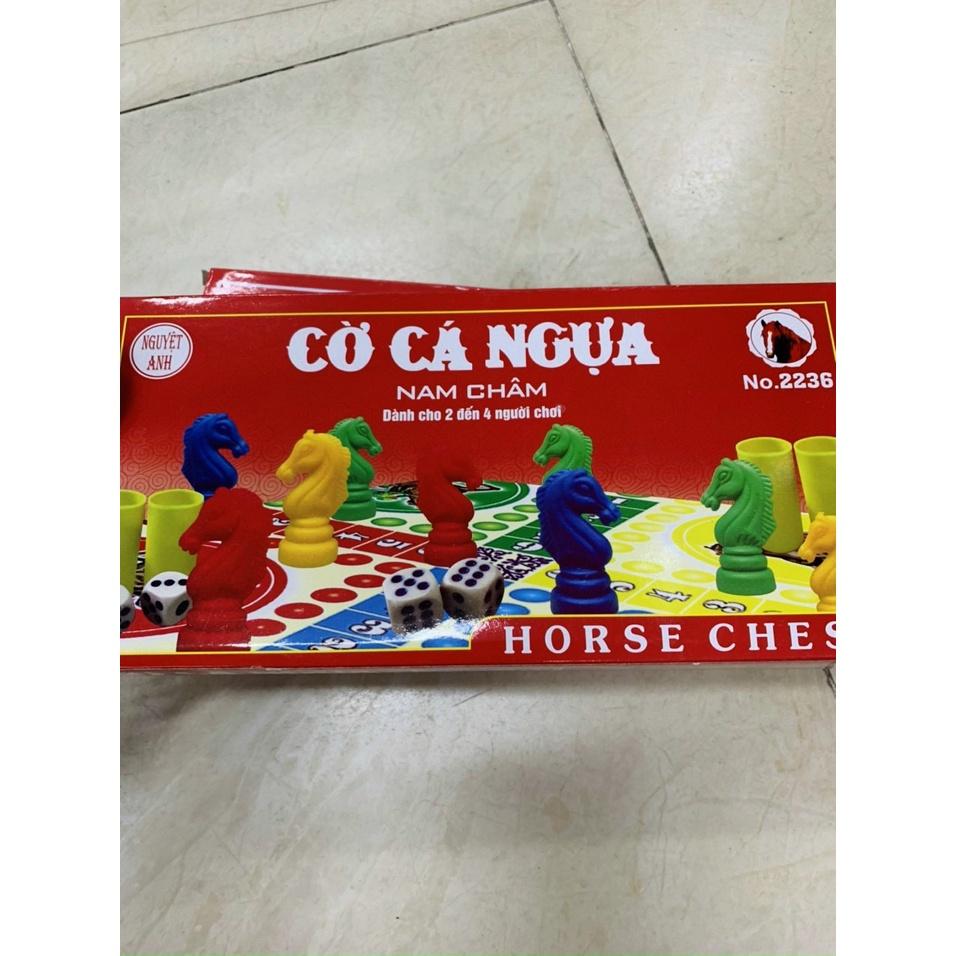 NGUYỆT
ANH
CỜ CÁ NGỰA
NAM CHÂM
Dành cho 2 đến 4 người chơi
No.2236
HORSE CHES